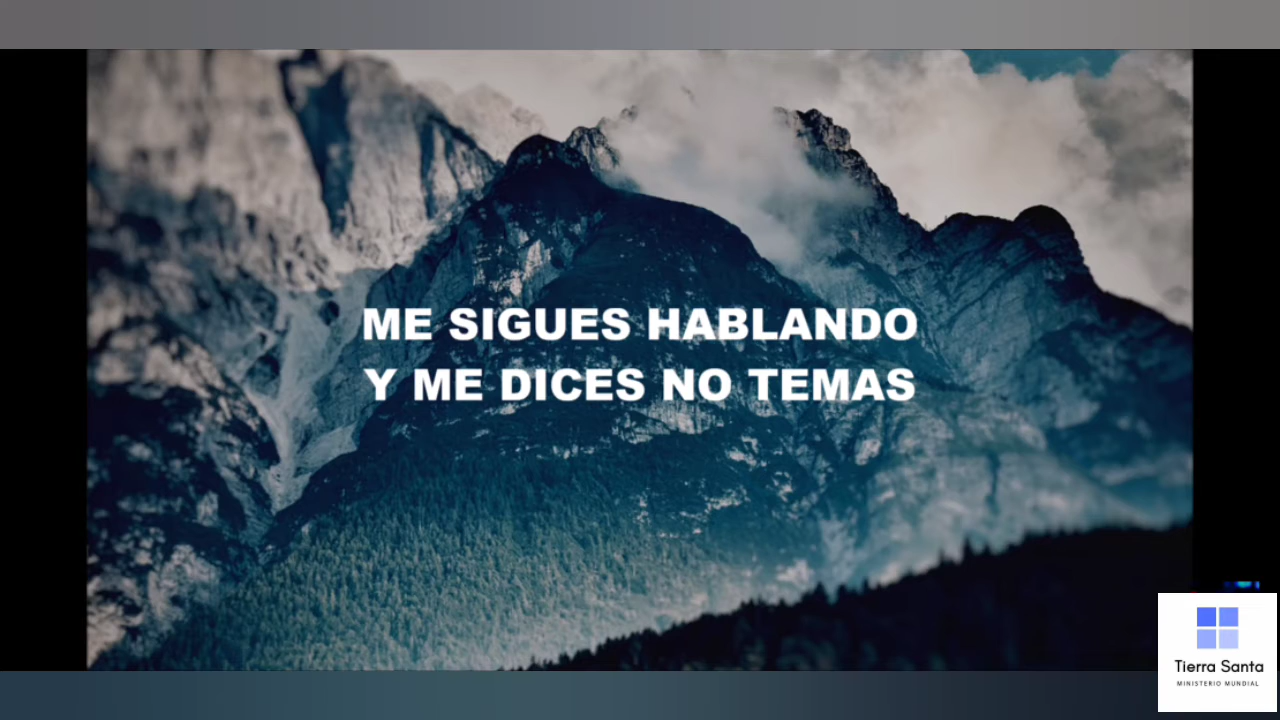 ME SIGUES HABLANDO
Y ME DICES NO TEMAS
Tierra Santa
MINISTERIO MUNDIAL